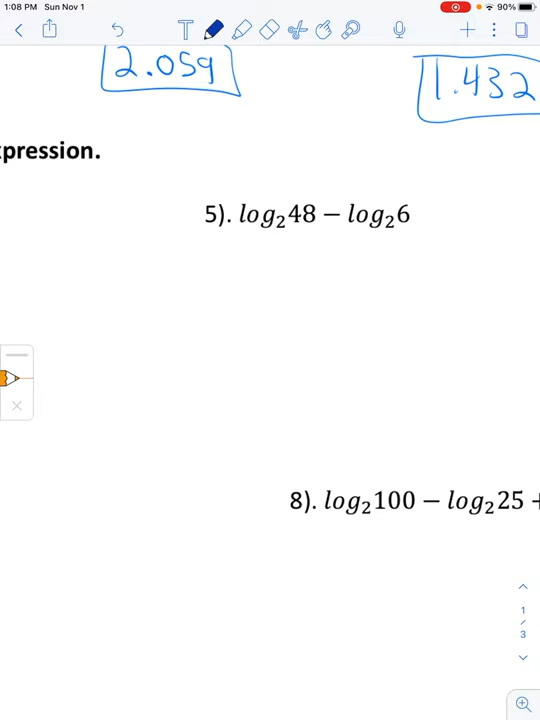 1:08 PM Sun Nov 1 90%
T
2.059
1.432
xpression.
5). log₂48 − log₂6
8). log₂100 − log₂25 +
1
/
3